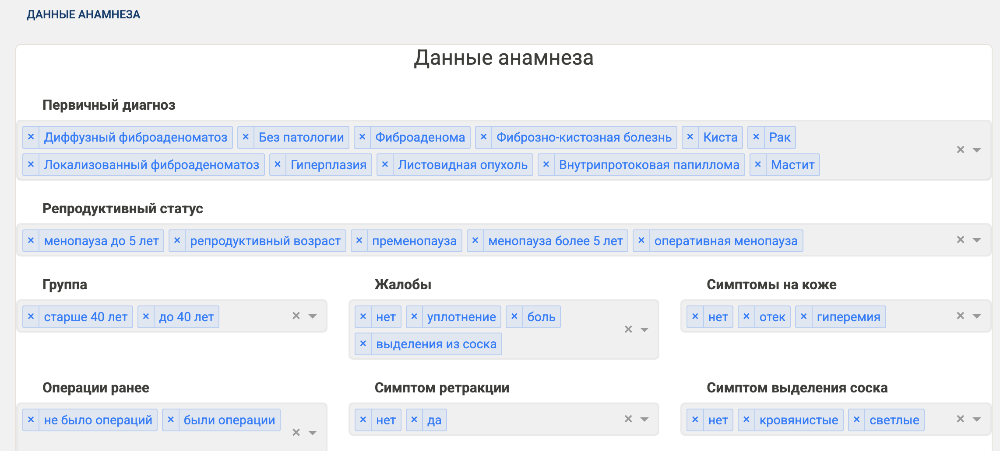 ДАННЫЕ АНАМНЕЗА
Данные анамнеза
Первичный диагноз
× Диффузный фиброаденоматоз × Без патологии × Фиброаденома × Фиброзно-кистозная болезнь × Киста × Рак
× Локализованный фиброаденоматоз × Гиперплазия × Листовидная опухоль × Внутрипротоковая папиллома × Мастит
Репродуктивный статус
× менопауза до 5 лет × репродуктивный возраст × пременопауза × менопауза более 5 лет × оперативная менопауза
Группа
× старше 40 лет × до 40 лет
Жалобы
× нет × уплотнение × боль
× выделения из соска
Симптомы на коже
× нет × отек × гиперемия
Операции ранее
× не было операций × были операции
Симптом ретракции
× нет × да
Симптом выделения соска
× нет × кровянистые × светлые